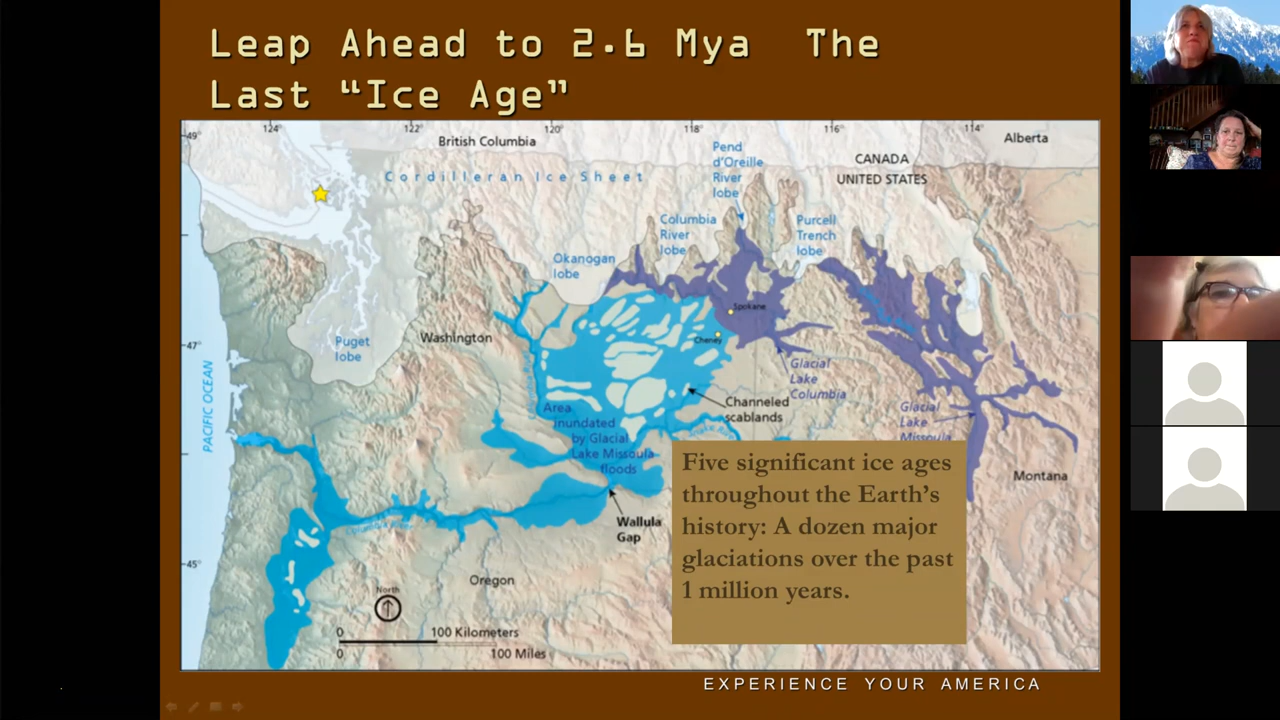 Leap Ahead to 2.6 Mya The
Last “Ice Age”
124°
122°
120°
118°
116°
114°
49°
47°
45°
British Columbia
Alberta
CANADA
UNITED STATES
Cordilleran Ice Sheet
Pend
d'Oreille
River
lobe
Columbia
River
lobe
Purcell
Trench
lobe
Okanogan
lobe
Spokane
Cheney
Washington
Puget
lobe
PACIFIC OCEAN
Glacial
Lake
Columbia
Channeled
scablands
Glacial
Lake
Missoula
Area
inundated
by Glacial
Lake Missoula
floods
Montana
Wallula
Gap
Oregon
North
0
100 Kilometers
0
100 Miles
Five significant ice ages
throughout the Earth’s
history: A dozen major
glaciations over the past
1 million years.
EXPERIENCE YOUR AMERICA